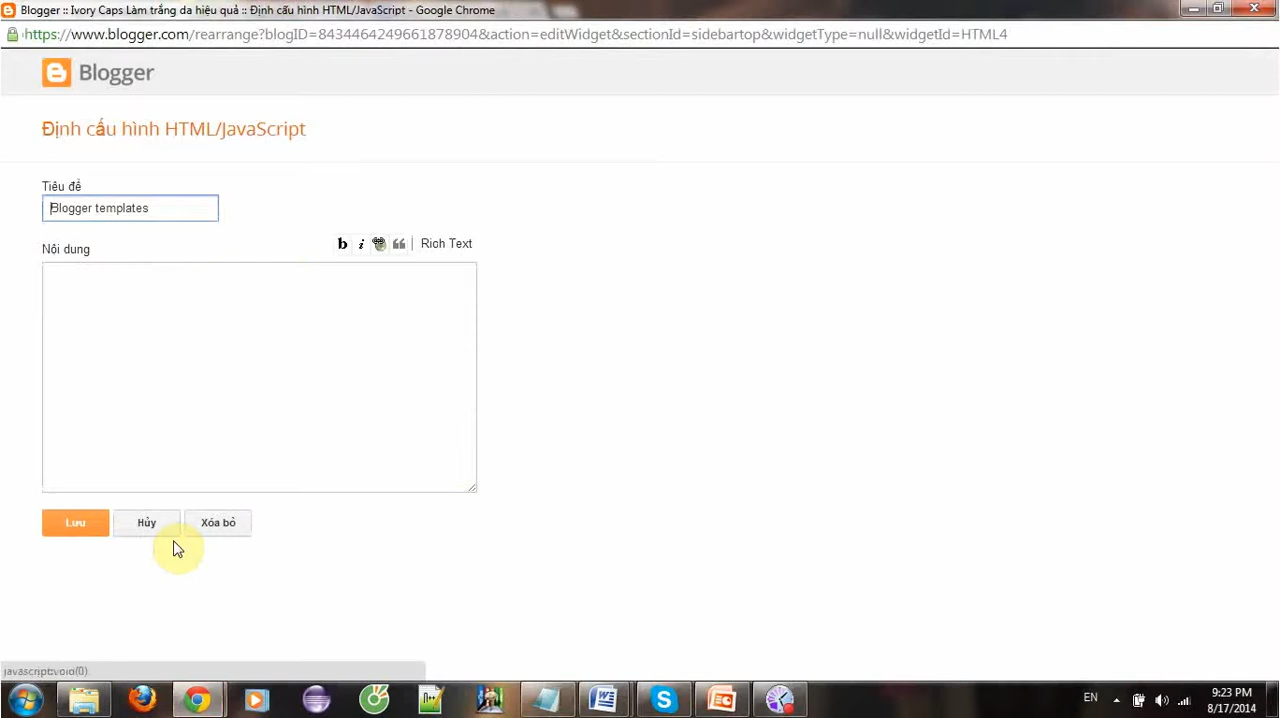 Blogger :: Ivory Caps Làm trắng da hiệu quả :: Định cấu hình HTML/JavaScript - Google Chrome
https://www.blogger.com/rearrange?blogID=8434464249661878904&action=editWidget&sectionId=sidebartop&widgetType=null&widgetId=HTML4
Blogger
Định cấu hình HTML/JavaScript
Tiêu đề
Blogger templates
Nội dung
b i Rich Text
Lưu Hủy Xóa bỏ
javascript:void(0)
EN
9:23 PM
8/17/2014